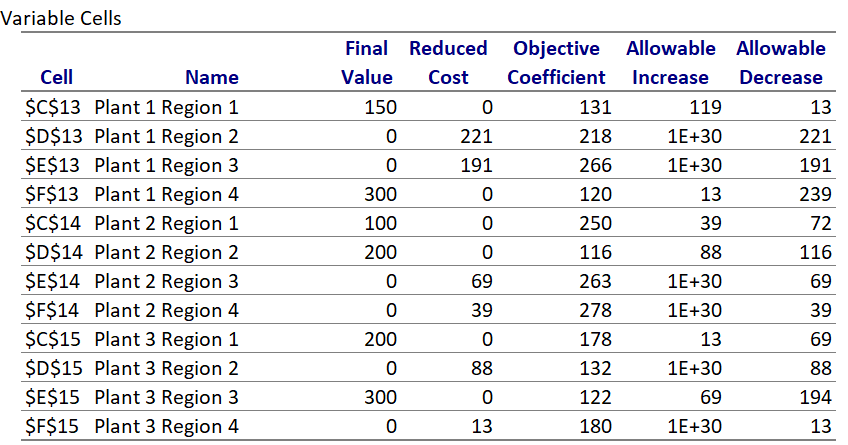 Variable Cells
Final Reduced Objective Allowable Allowable
Cell Name Value Cost Coefficient Increase Decrease
$C$13 Plant 1 Region 1 150 0 131 119 13
$D$13 Plant 1 Region 2 0 221 218 1E+30 221
$E$13 Plant 1 Region 3 0 191 266 1E+30 191
$F$13 Plant 1 Region 4 300 0 120 13 239
$C$14 Plant 2 Region 1 100 0 250 39 72
$D$14 Plant 2 Region 2 200 0 116 88 116
$E$14 Plant 2 Region 3 0 69 263 1E+30 69
$F$14 Plant 2 Region 4 0 39 278 1E+30 39
$C$15 Plant 3 Region 1 200 0 178 13 69
$D$15 Plant 3 Region 2 0 88 132 1E+30 88
$E$15 Plant 3 Region 3 300 0 122 69 194
$F$15 Plant 3 Region 4 0 13 180 1E+30 13